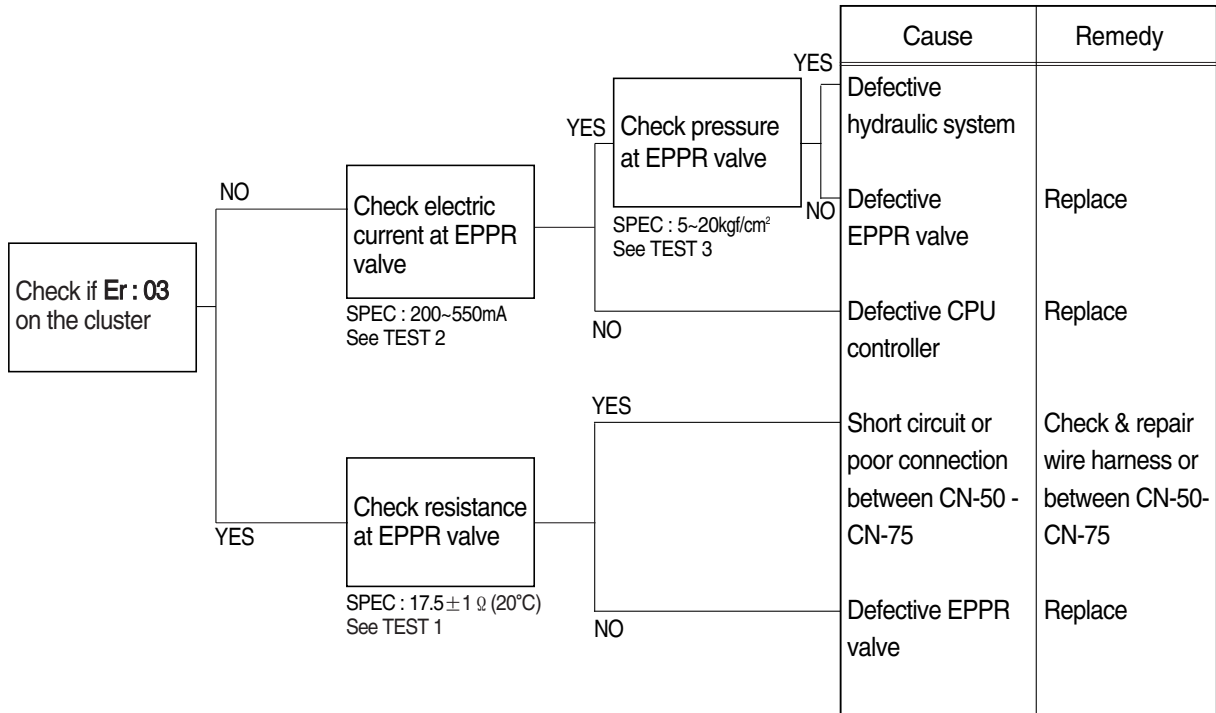 Check if Er : 03
on the cluster
NO
YES
Check electric
current at EPPR
valve
SPEC : 200~550mA
See TEST 2
Check resistance
at EPPR valve
SPEC : 17.5±1 Ω (20°C)
See TEST 1
YES
NO
Check pressure
at EPPR valve
SPEC : 5~20kgf/cm²
See TEST 3
YES
NO
YES
NO
Cause
Remedy
Defective
hydraulic system
Defective
EPPR valve
Replace
Defective CPU
controller
Replace
Short circuit or
poor connection
between CN-50 -
CN-75
Check & repair
wire harness or
between CN-50-
CN-75
Defective EPPR
valve
Replace